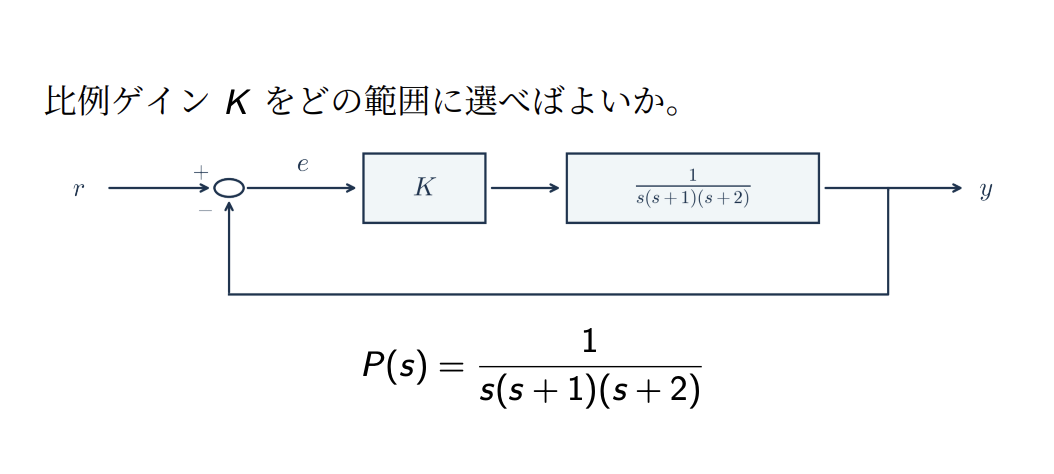 比例ゲイン K をどの範囲に選べばよいか。
+
e
r
K
1
s(s+1)(s+2)
y
−
P(s) = 1 / s(s + 1)(s + 2)